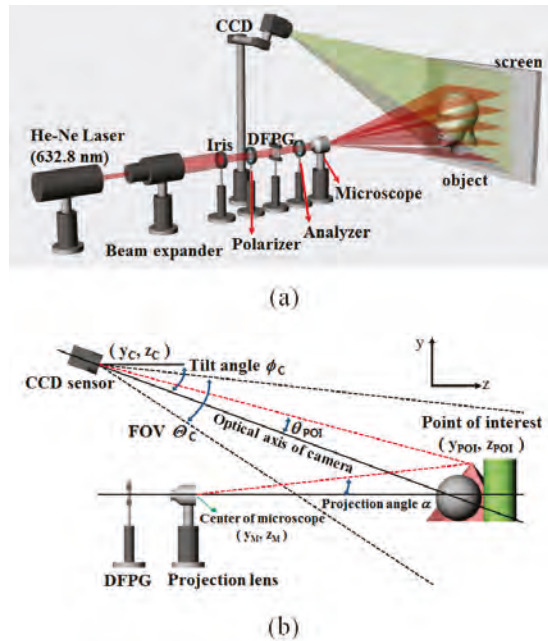 CCD
screen
He-Ne Laser
(632.8 nm)
Iris
DFPG
Microscope
object
Analyzer
Polarizer
Beam expander
(a)
( y_C, z_C )
Tilt angle ϕ_C
CCD sensor
y
z
FOV Θ_C
θ_POI
Optical axis of camera
Point of interest
( y_POI, z_POI )
Projection angle α
Center of microscope
( y_M, z_M )
DFPG
Projection lens
(b)